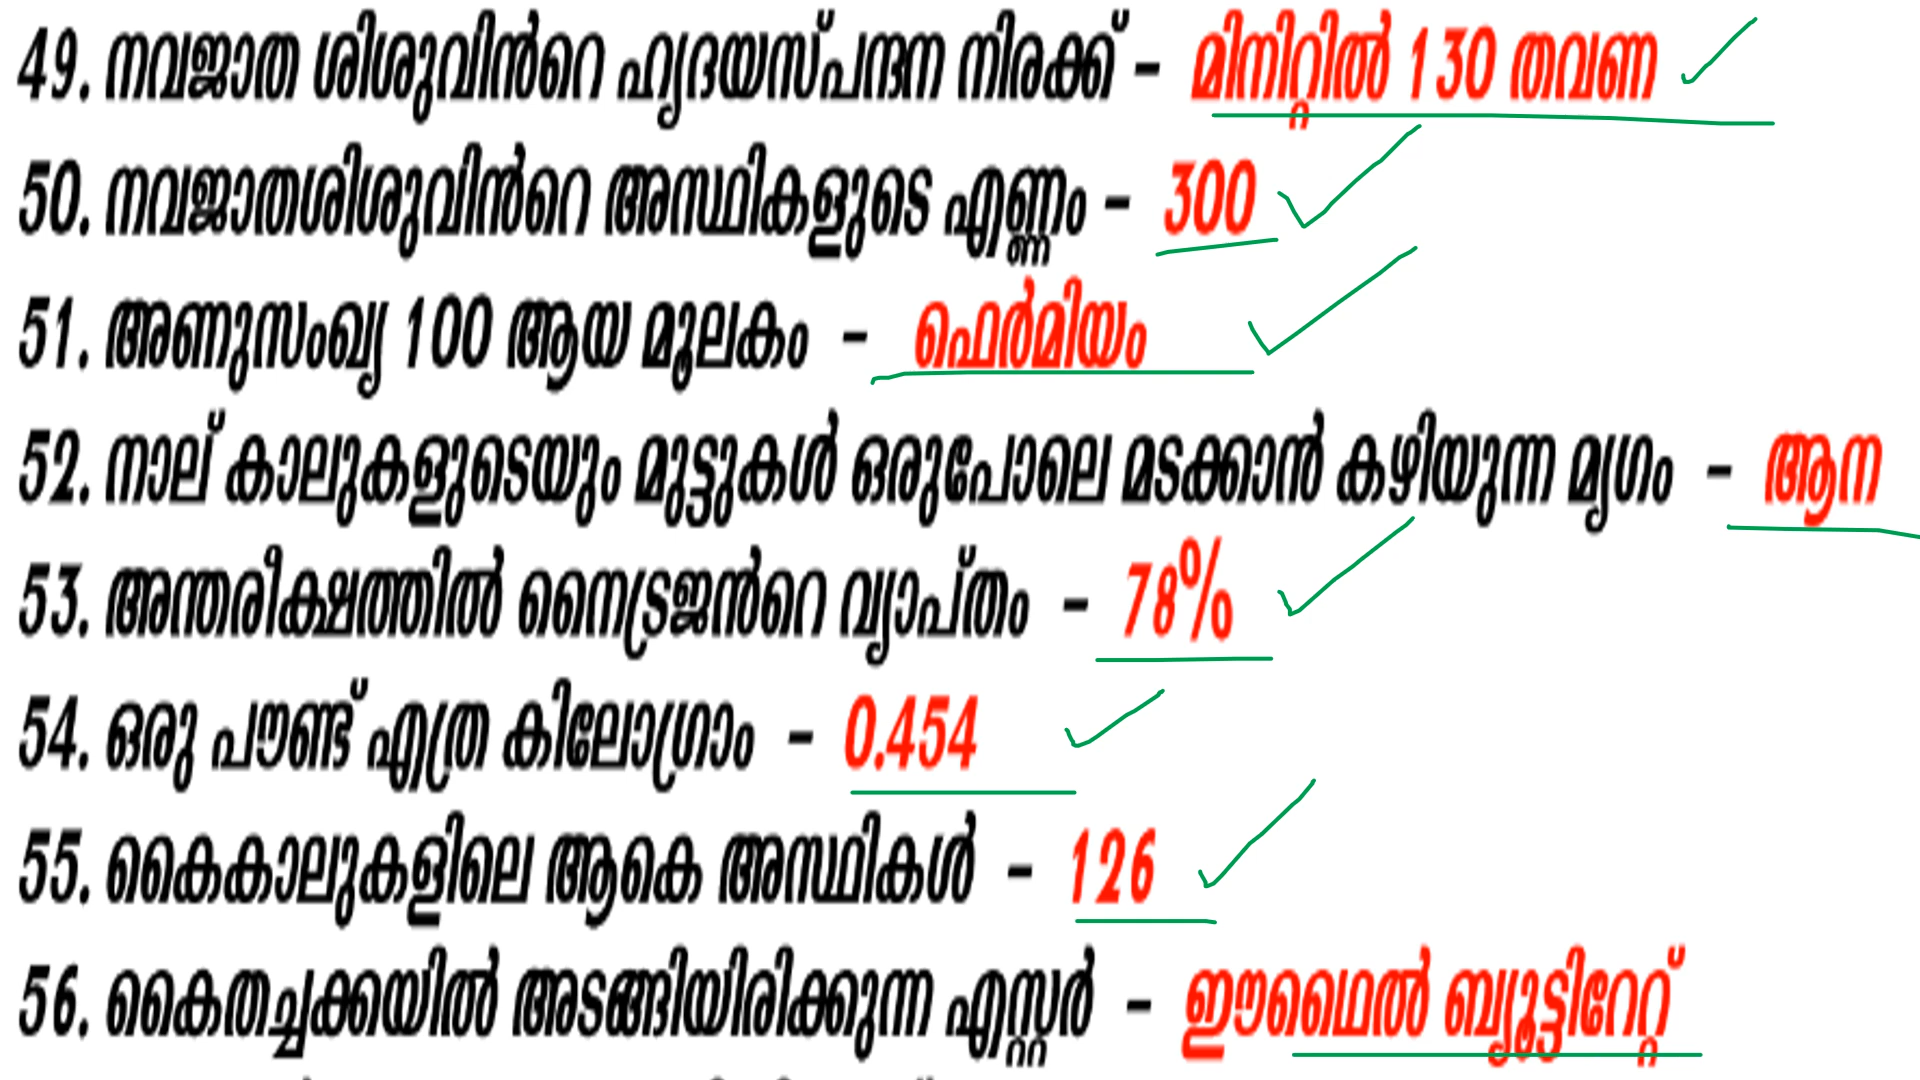 49. നവജാത ശിശുവിൻറെ ഹൃദയസ്പന്ദന നിരക്ക് - മിനിറ്റിൽ 130 തവണ
50. നവജാതശിശുവിൻറെ അസ്ഥികളുടെ എണ്ണം - 300
51. അണുസംഖ്യ 100 ആയ മൂലകം - ഫെർമിയം
52. നാല് കാലുകളുടെയും മുട്ടുകൾ ഒരുപോലെ മടക്കാൻ കഴിയുന്ന മൃഗം - ആന
53. അന്തരീക്ഷത്തിൽ നൈട്രജൻറെ വ്യാപ്തം - 78%
54. ഒരു പൗണ്ട് എത്ര കിലോഗ്രാം - 0.454
55. കൈകാലുകളിലെ ആകെ അസ്ഥികൾ - 126
56. കൈതച്ചക്കയിൽ അടങ്ങിയിരിക്കുന്ന എസ്റ്റർ - ഈഥൈൽ ബ്യൂട്ടിറേറ്റ്